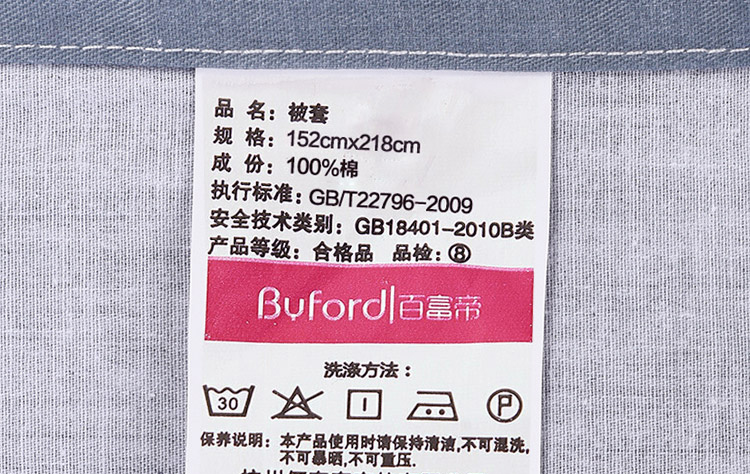 品 名：被套
规 格：152cmx218cm
成 份：100%棉
执行标准：GB/T22796-2009
安全技术类别：GB18401-2010B类
产品等级：合格品 品检：⑧
Byford|百富帝
洗涤方法：
30 P
保养说明：本产品使用时请保持清洁,不可混洗,
不可暴晒,不可重压.